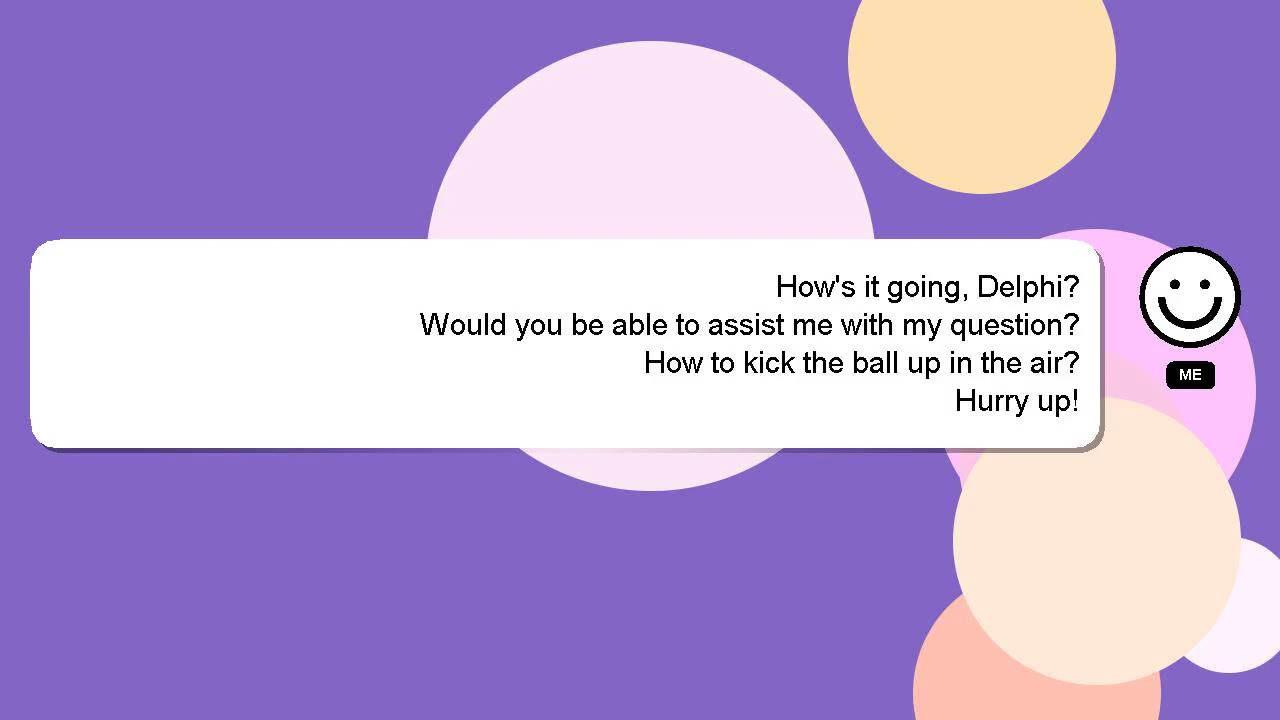 How's it going, Delphi?
Would you be able to assist me with my question?
How to kick the ball up in the air?
Hurry up!
ME